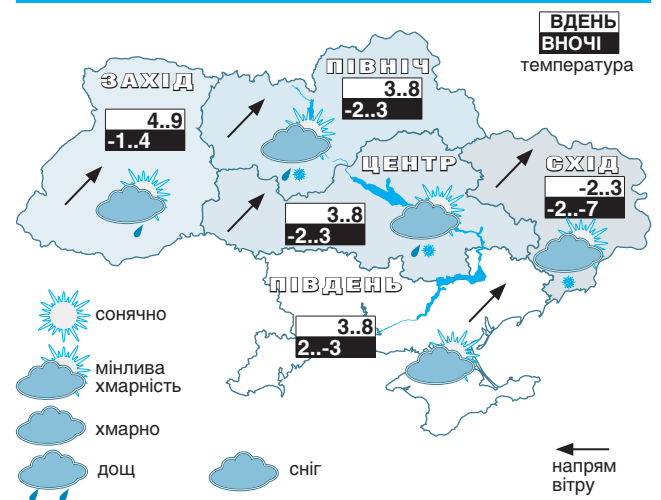 ВДЕНЬ
ВНОЧІ
температура
ПІВНІЧ
3..8
-2..3
ЗАХІД
4..9
-1..4
ЦЕНТР
3..8
-2..3
СХІД
-2..3
-2..-7
ПІВДЕНЬ
3..8
2..-3
сонячно
мінлива
хмарність
хмарно
дощ
сніг
напрям
вітру